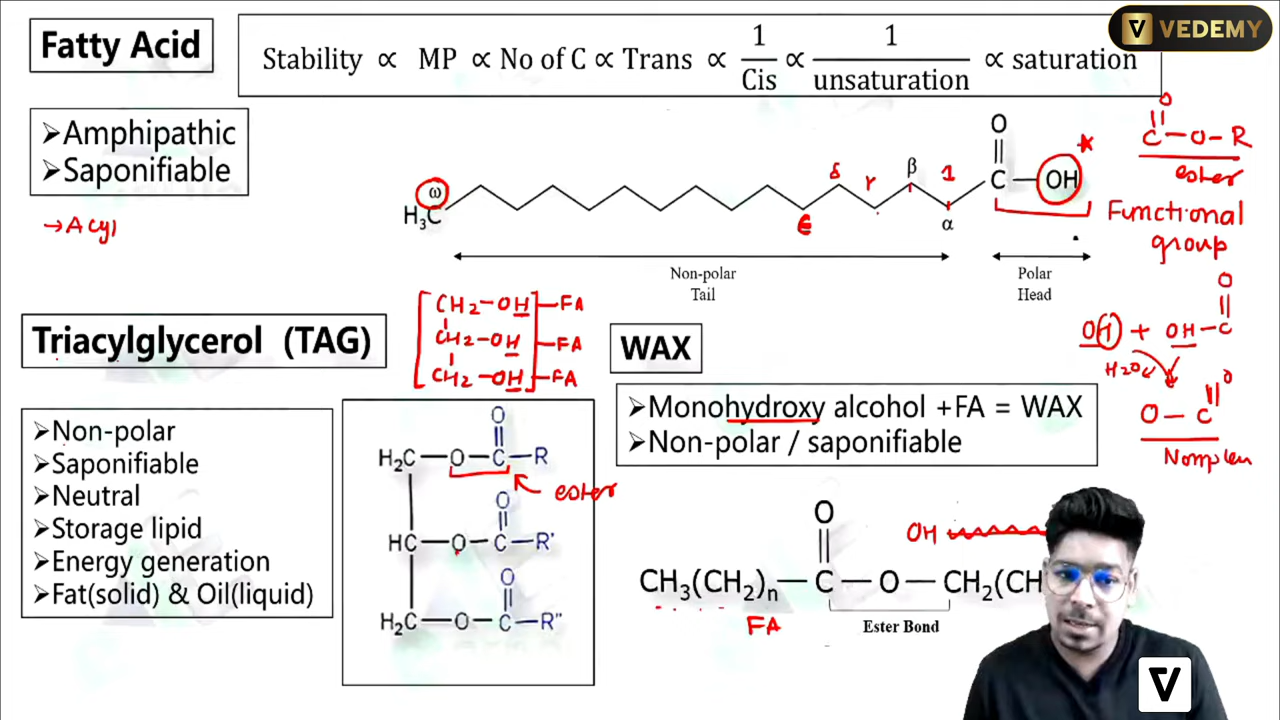 VEDEMY
Fatty Acid
Stability ∝ MP ∝ No of C ∝ Trans ∝ 1/Cis ∝ 1/unsaturation ∝ saturation
➢Amphipathic
➢Saponifiable
→Acyl
ω
H₃C
δ
γ
β
1
ϵ
α
O
C—OH
*
Non-polar
Tail
Polar
Head
O
C—O—R
ester
Functional
group
O
OH + OH—C
H₂O
O
O—C
Triacylglycerol (TAG)
CH2—OH—FA
CH2—OH—FA
CH2—OH—FA
➢Non-polar
➢Saponifiable
➢Neutral
➢Storage lipid
➢Energy generation
➢Fat(solid) & Oil(liquid)
O
H₂C—O—C—R
ester
O
HC—O—C—R'
O
H₂C—O—C—R"
WAX
➢Monohydroxy alcohol +FA = WAX
➢Non-polar / saponifiable
O
OH
CH₃(CH₂)ₙ—C—O—CH₂(CH
FA
Ester Bond
V